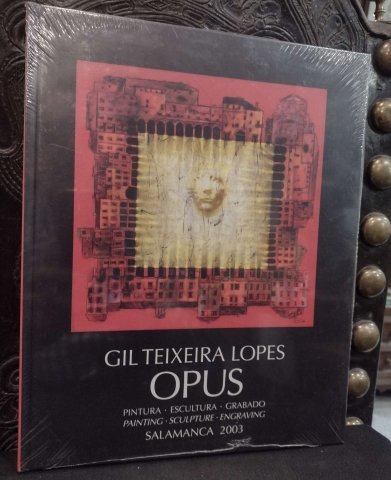 GIL TEIXEIRA LOPES
OPUS
PINTURA · ESCULTURA · GRABADO
PAINTING · SCULPTURE · ENGRAVING
SALAMANCA 2003